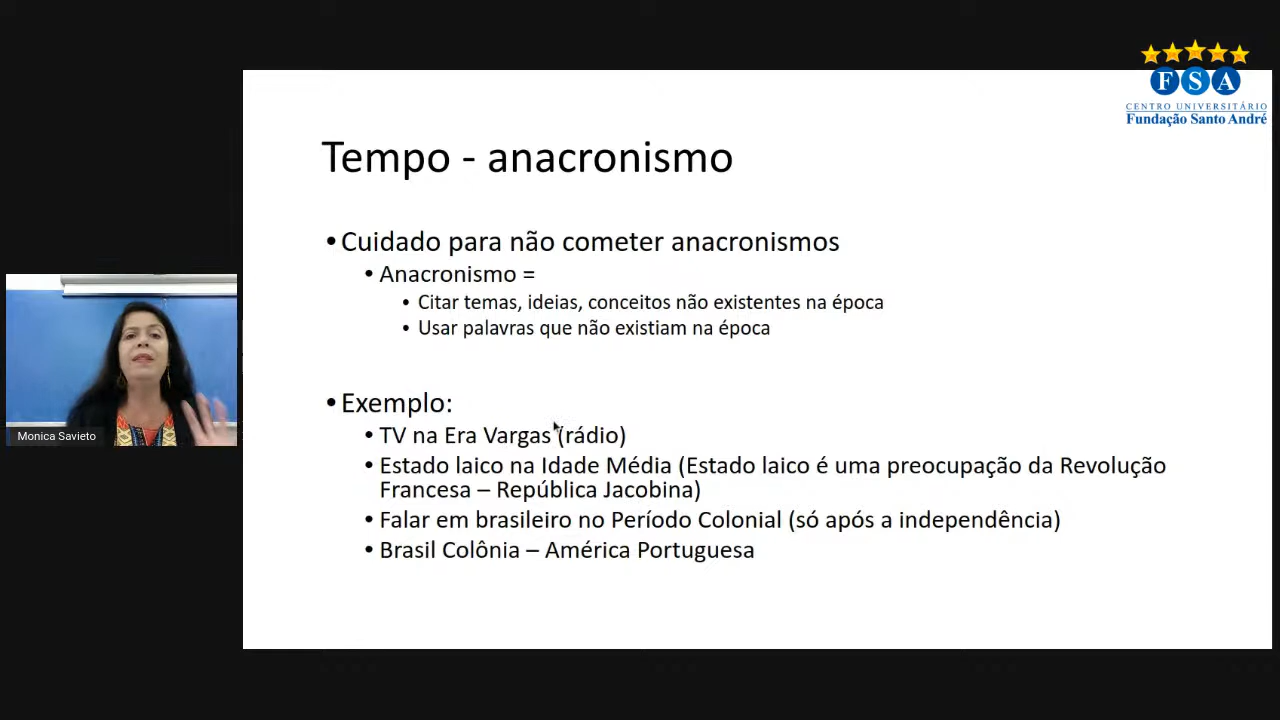 FSA
CENTRO UNIVERSITÁRIO
Fundação Santo André
Tempo - anacronismo
•Cuidado para não cometer anacronismos
• Anacronismo =
• Citar temas, ideias, conceitos não existentes na época
• Usar palavras que não existiam na época
•Exemplo:
• TV na Era Vargas (rádio)
• Estado laico na Idade Média (Estado laico é uma preocupação da Revolução
Francesa – República Jacobina)
• Falar em brasileiro no Período Colonial (só após a independência)
• Brasil Colônia – América Portuguesa
Monica Savieto